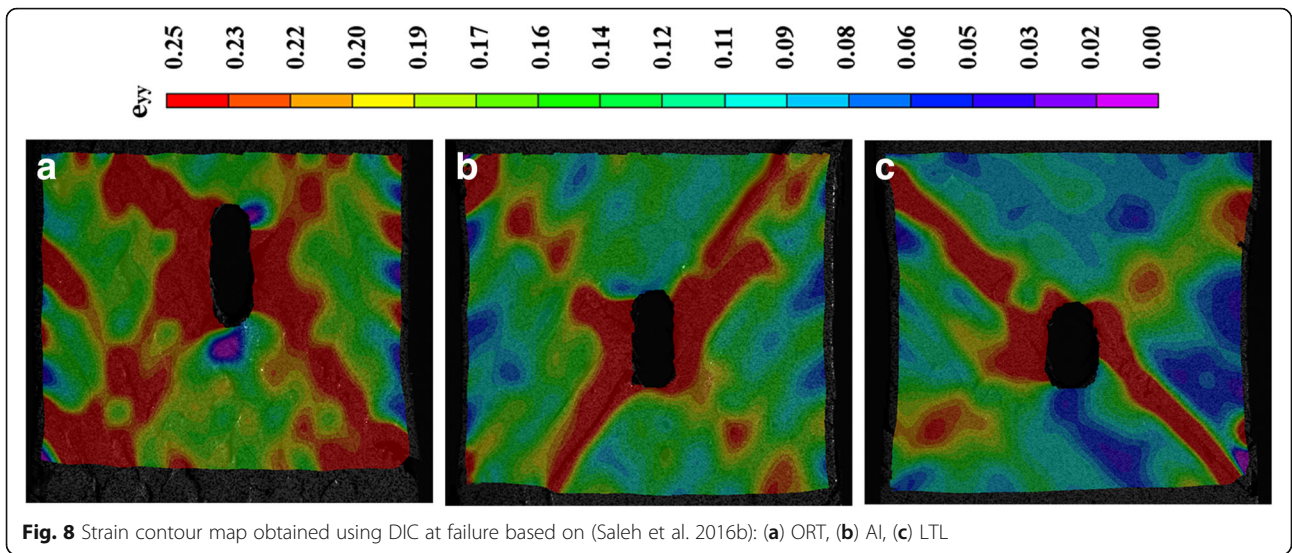 0.25 0.23 0.22 0.20 0.19 0.17 0.16 0.14 0.12 0.11 0.09 0.08 0.06 0.05 0.03 0.02 0.00
eyy
a b c
Fig. 8 Strain contour map obtained using DIC at failure based on (Saleh et al. 2016b): (a) ORT, (b) AI, (c) LTL